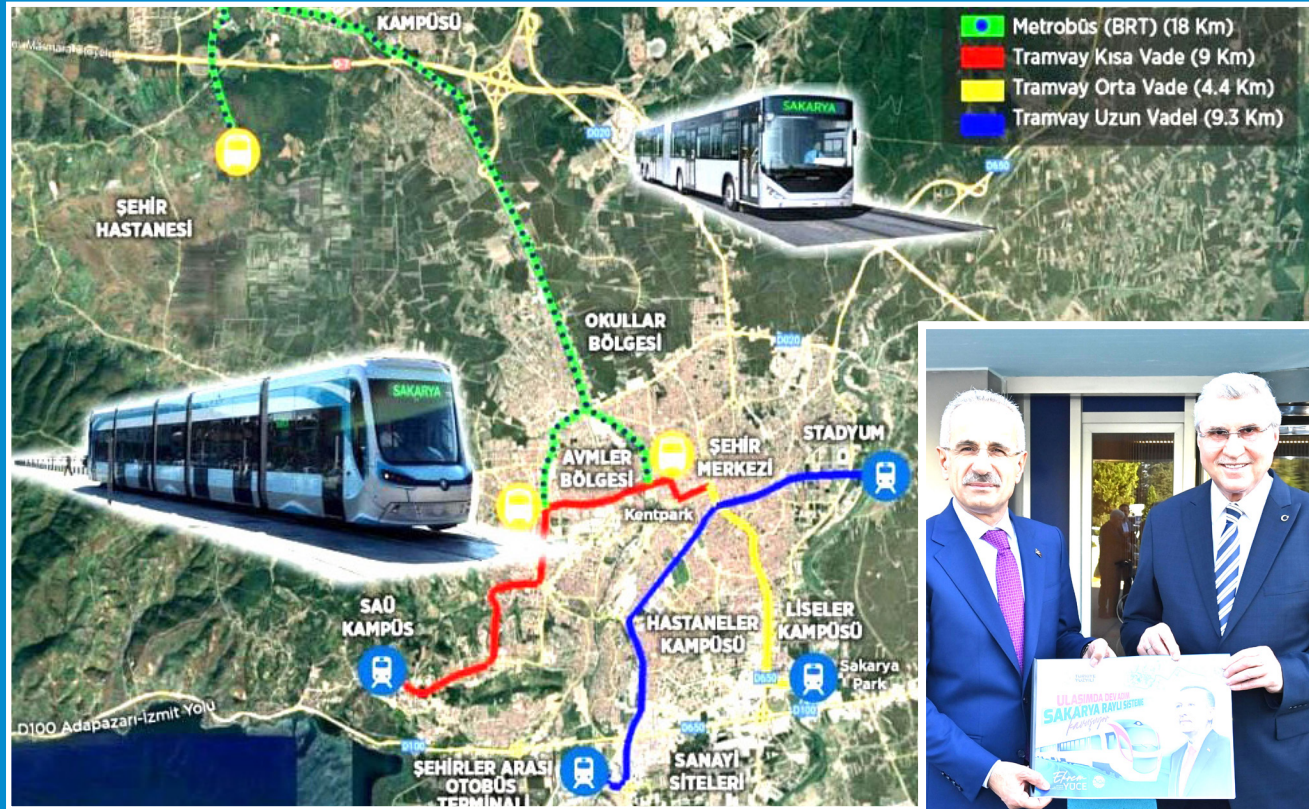 KAMPÜSÜ
Metrobüs (BRT) (18 Km)
Tramvay Kısa Vade (9 Km)
Tramvay Orta Vade (4.4 Km)
Tramvay Uzun Vadel (9.3 Km)
D020
D650
SAKARYA
ŞEHİR
HASTANESİ
OKULLAR
BÖLGESİ
D020
SAKARYA
AVMLER
BÖLGESİ
ŞEHİR
MERKEZİ
STADYUM
Kentpark
SAÜ
KAMPÜS
HASTANELER
KAMPÜSÜ
LİSELER
KAMPÜSÜ
Sakarya
Park
D650
D100
D100 Adapazarı-İzmit Yolu
D100
D650
ŞEHİRLER ARASI
OTOBÜS
TERMİNALİ
SANAYİ
SİTELERİ
ULAŞIMDA DEV ADIM
SAKARYA RAYLI SİSTEME
kavuşuyor
Ekrem
YÜCE